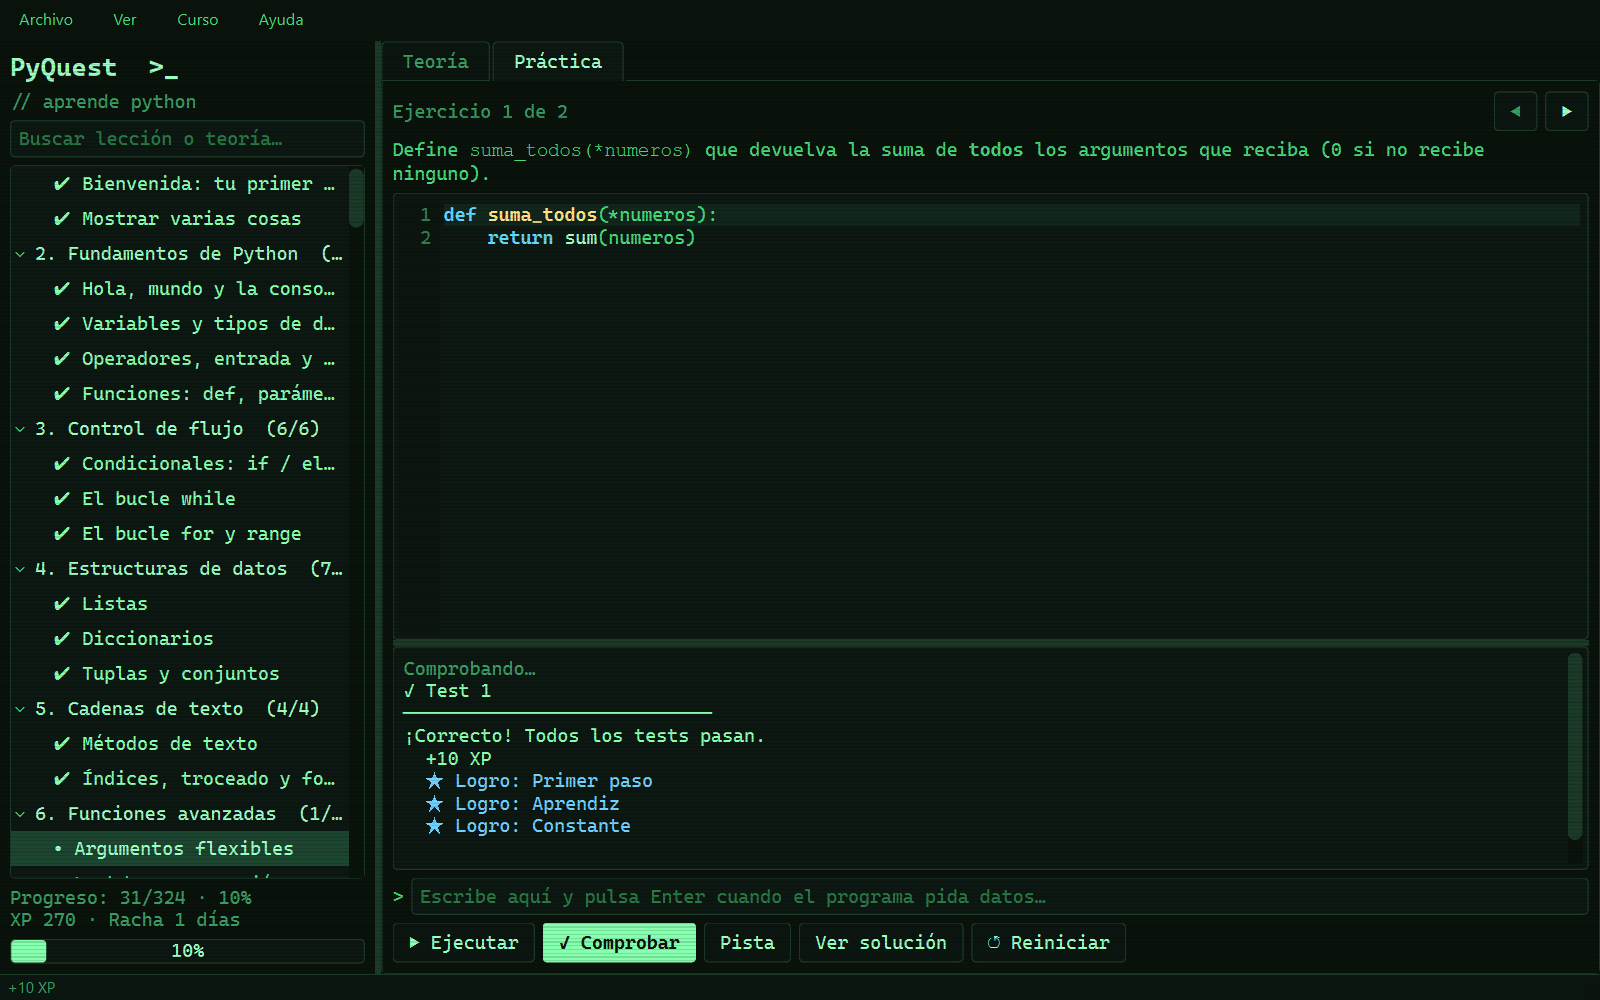 Archivo Ver Curso Ayuda
PyQuest >_
// aprende python
Buscar lección o teoría…
✔ Bienvenida: tu primer …
✔ Mostrar varias cosas
2. Fundamentos de Python (…
✔ Hola, mundo y la conso…
✔ Variables y tipos de d…
✔ Operadores, entrada y …
✔ Funciones: def, paráme…
3. Control de flujo (6/6)
✔ Condicionales: if / el…
✔ El bucle while
✔ El bucle for y range
4. Estructuras de datos (7…
✔ Listas
✔ Diccionarios
✔ Tuplas y conjuntos
5. Cadenas de texto (4/4)
✔ Métodos de texto
✔ Índices, troceado y fo…
6. Funciones avanzadas (1/…
• Argumentos flexibles
Progreso: 31/324 · 10%
XP 270 · Racha 1 días
10%
+10 XP
Teoría Práctica
Ejercicio 1 de 2
◀ ▶
Define suma_todos(*numeros) que devuelva la suma de todos los argumentos que reciba (0 si no recibe
ninguno).
1 def suma_todos(*numeros):
2     return sum(numeros)
Comprobando…
✓ Test 1
¡Correcto! Todos los tests pasan.
+10 XP
★ Logro: Primer paso
★ Logro: Aprendiz
★ Logro: Constante
> Escribe aquí y pulsa Enter cuando el programa pida datos…
▶ Ejecutar ✓ Comprobar Pista Ver solución ↺ Reiniciar